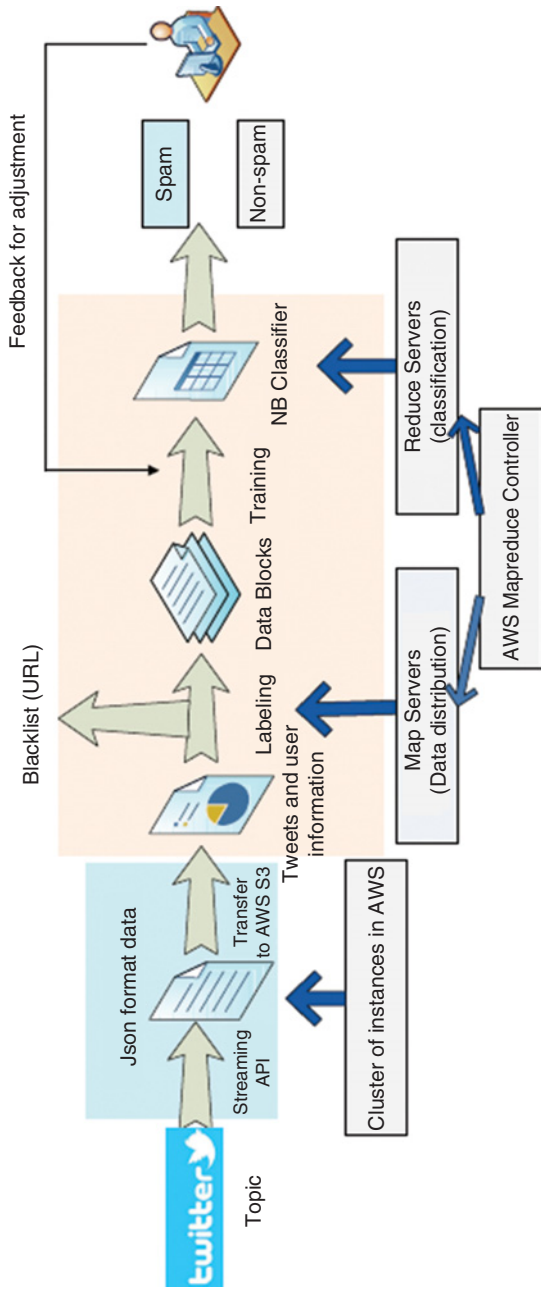 Feedback for adjustment
Blacklist (URL)
Json format data
twitter
Topic
Streaming
API
Transfer
to AWS S3
Tweets and user
information
Labeling
Data Blocks
Training
NB Classifier
Spam
Non-spam
Cluster of instances in AWS
Map Servers
(Data distribution)
Reduce Servers
(classification)
AWS Mapreduce Controller